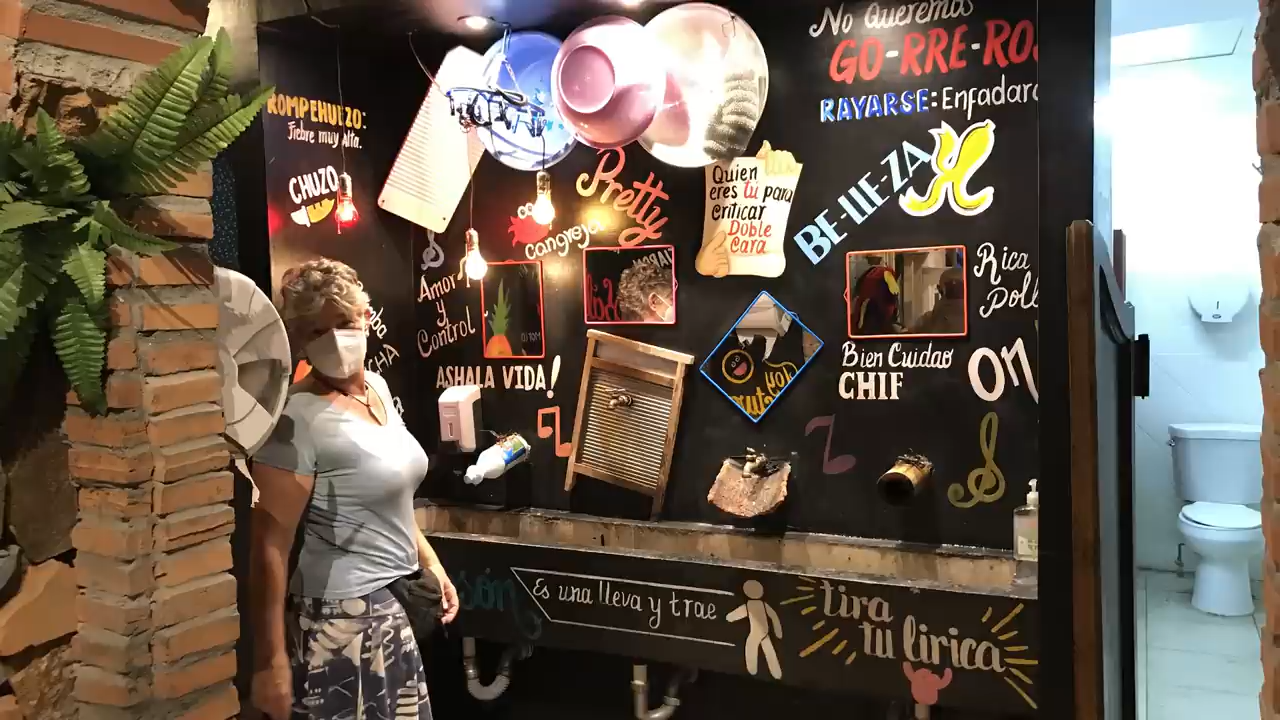 No Queremos
GO-RRE-RO
RAYARSE: Enfadar
ROMPEHUEZO:
Fiebre muy Alta.
CHUZO
Pretty
cangrejo
Quien
eres tu para
criticar
Doble
Cara
BE-LLE-ZA
Amor
y
Control
Rica
Poll
ASHALA VIDA!
Bien Cuidao
CHIF
on
són
Es una lleva y trae
tira
tu lirica